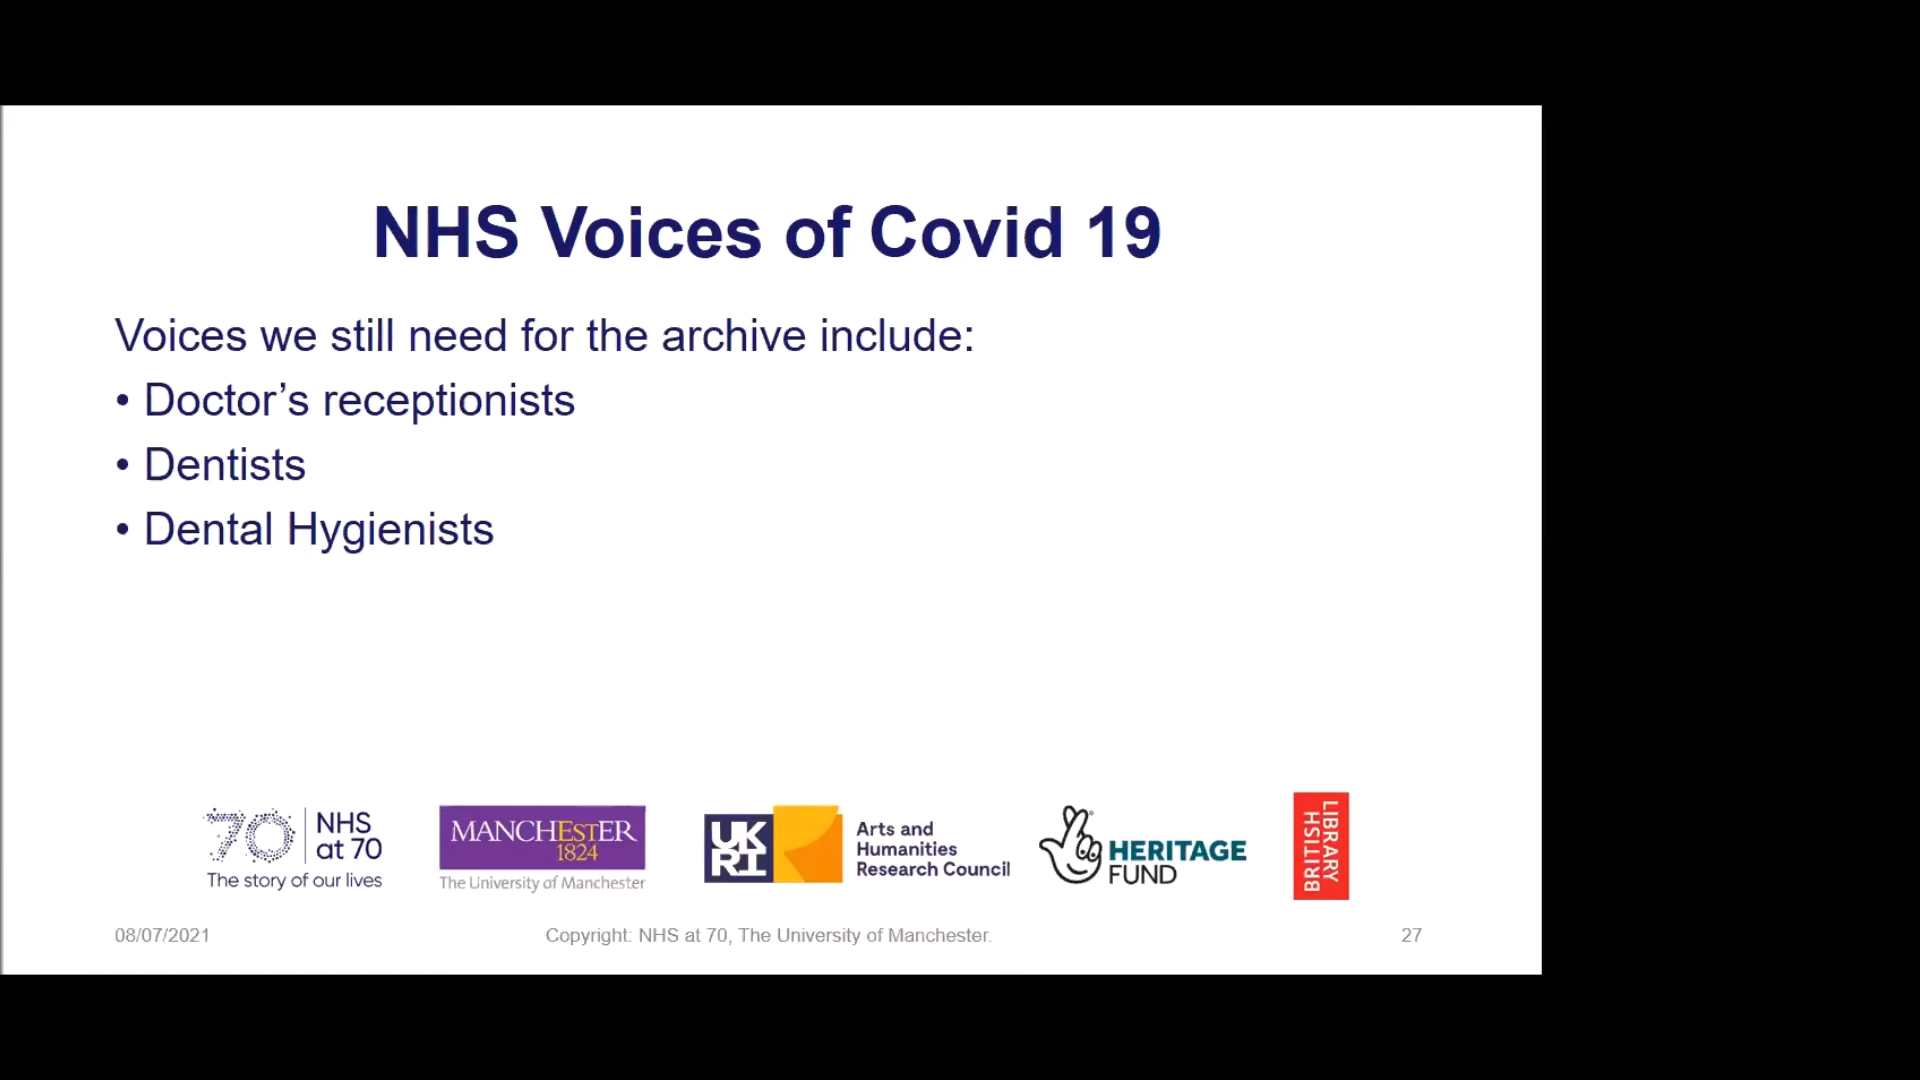 NHS Voices of Covid 19
Voices we still need for the archive include:
• Doctor’s receptionists
• Dentists
• Dental Hygienists
70 NHS
at 70
The story of our lives
MANCHESTER
1824
The University of Manchester
UK
RI
Arts and
Humanities
Research Council
HERITAGE
FUND
BRITISH
LIBRARY
08/07/2021
Copyright: NHS at 70, The University of Manchester.
27